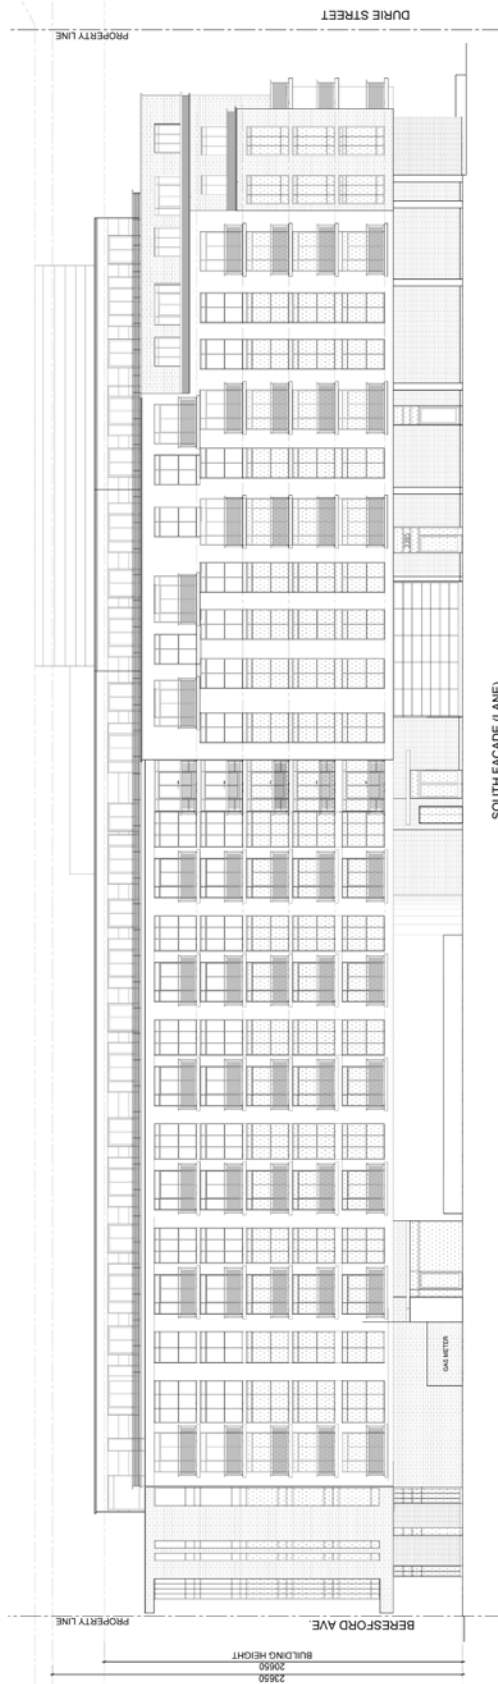 DURIE STREET
PROPERTY LINE
SOUTH FACADE (LANE)
GAS METER
PROPERTY LINE
BERESFORD AVE.
BUILDING HEIGHT
20650
23650